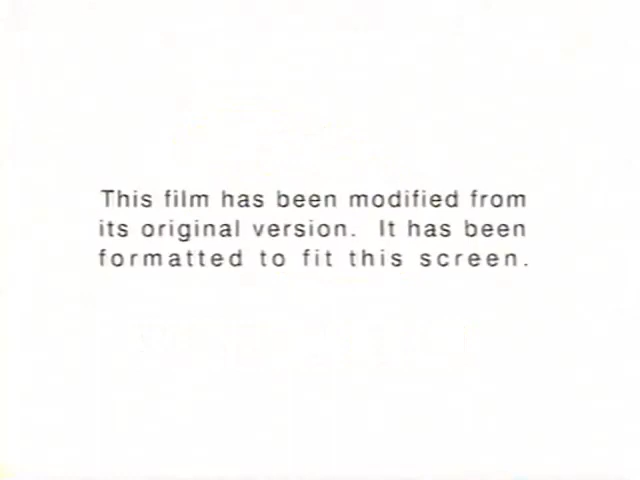 This film has been modified from
its original version.  It has been
formatted to fit this screen.